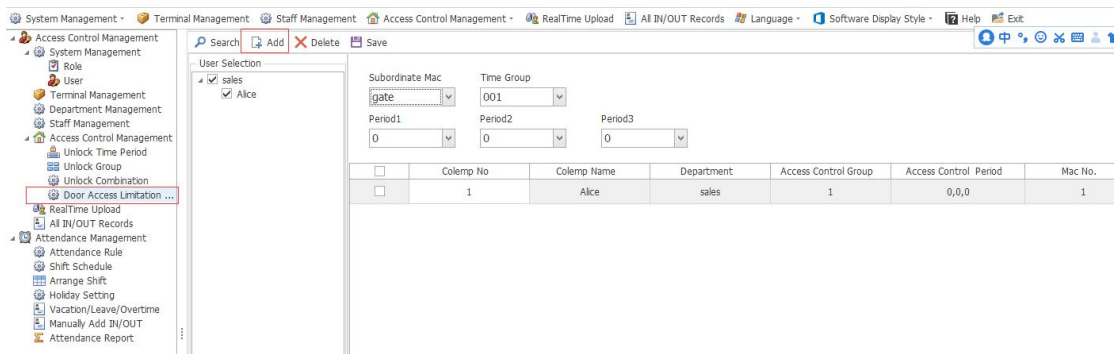 System Management Terminal Management Staff Management Access Control Management RealTime Upload All IN/OUT Records Language Software Display Style Help Exit
Access Control Management
System Management
Role
User
Terminal Management
Department Management
Staff Management
Access Control Management
Unlock Time Period
Unlock Group
Unlock Combination
Door Access Limitation ...
RealTime Upload
All IN/OUT Records
Attendance Management
Attendance Rule
Shift Schedule
Arrange Shift
Holiday Setting
Vacation/Leave/Overtime
Manually Add IN/OUT
Attendance Report
Search Add Delete Save
中
User Selection
sales
Alice
Subordinate Mac Time Group
gate 001
Period1 Period2 Period3
0 0 0
Colemp No Colemp Name Department Access Control Group Access Control Period Mac No.
1 Alice sales 1 0,0,0 1